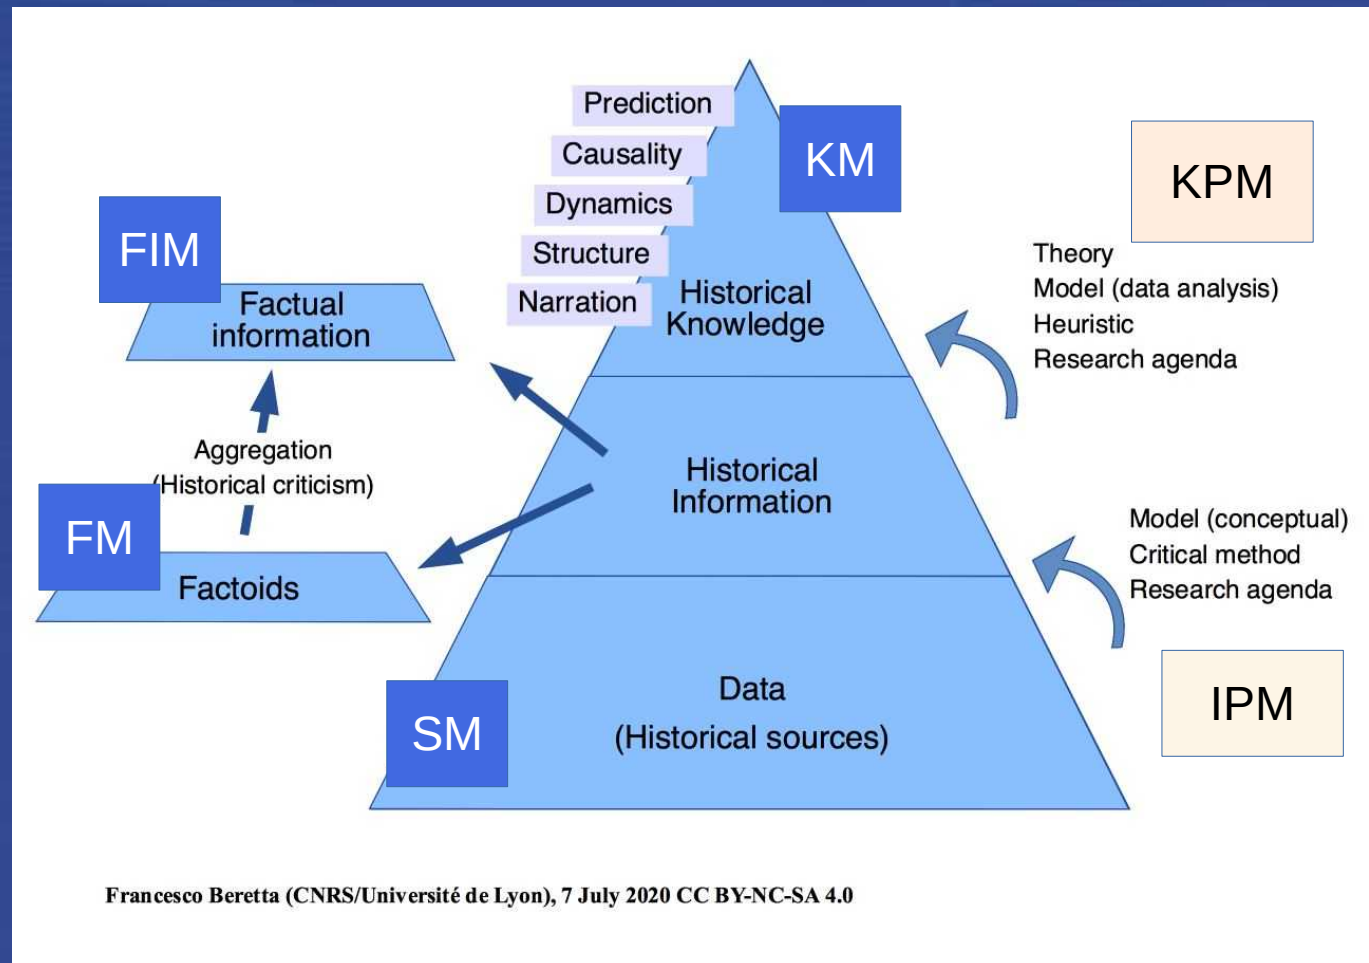 Prediction
Causality
Dynamics
Structure
Narration
KM
KPM
FIM
Factual
information
Historical
Knowledge
Theory
Model (data analysis)
Heuristic
Research agenda
Aggregation
(Historical criticism)
FM
Factoids
Historical
Information
Model (conceptual)
Critical method
Research agenda
SM
Data
(Historical sources)
IPM
Francesco Beretta (CNRS/Université de Lyon), 7 July 2020 CC BY-NC-SA 4.0